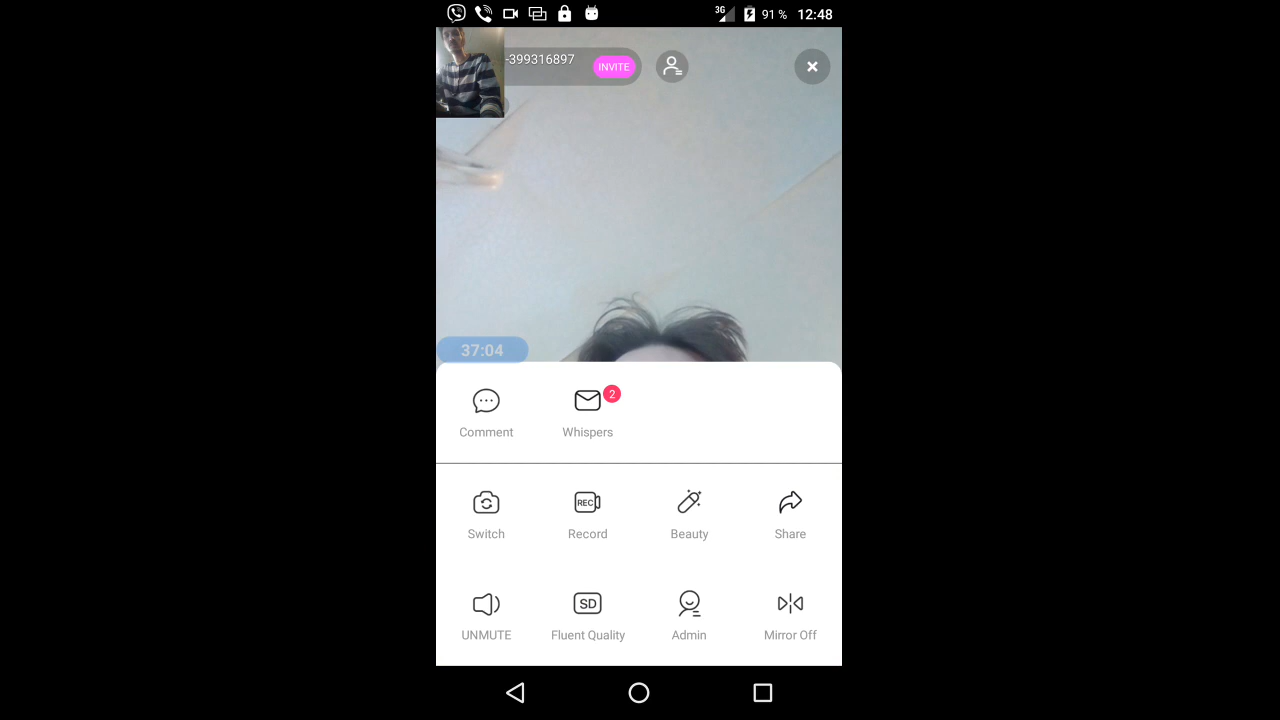 3G 91 % 12:48
-399316897
INVITE
37:04
2
Comment Whispers
REC
Switch Record Beauty Share
SD
UNMUTE Fluent Quality Admin Mirror Off